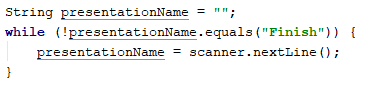 String presentationName = "";
while (!presentationName.equals("Finish")) {
    presentationName = scanner.nextLine();
}